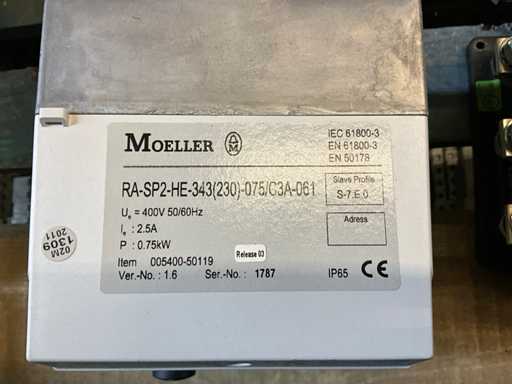 MOELLER
IEC 61800-3
EN 61800-3
EN 50178
RA-SP2-HE-343(230)-075/C3A-061
Slave Profile
S-7.E.0
Ue = 400V 50/60Hz
Ie : 2.5A
P : 0.75kW
Adress
Item 005400-50119
Release 03
Ver.-No.: 1.6 Ser.-No.: 1787
IP65 CE
02M
1309
2011